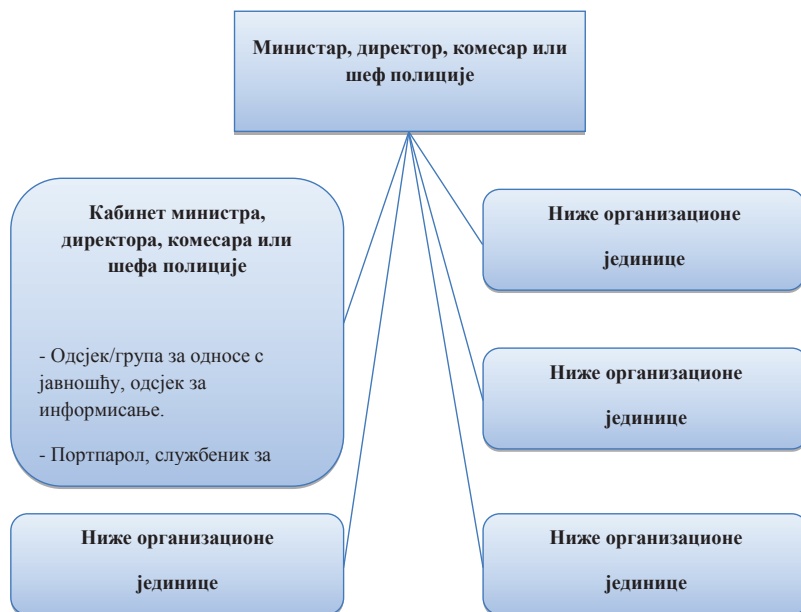 Министар, директор, комесар или
шеф полиције
Кабинет министра,
директора, комесара или
шефа полиције
- Одсјек/група за односе с
јавношћу, одсјек за
информисање.
- Портпарол, службеник за
Ниже организационе
јединице
Ниже организационе
јединице
Ниже организационе
јединице
Ниже организационе
јединице